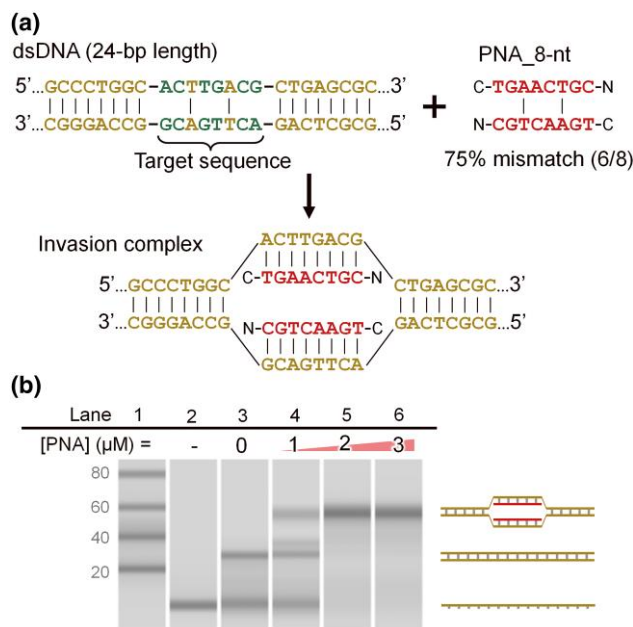 (a)
dsDNA (24-bp length) PNA_8-nt
5'...GCCCTGGC–ACTTGACG–CTGAGCGC...3' C-TGAACTGC-N
+
3'...CGGGACCG–GCAGTTCA–GACTCGCG...5' N-CGTCAAGT-C
Target sequence 75% mismatch (6/8)
Invasion complex
ACTTGACG
5'...GCCCTGGC C-TGAACTGC-N CTGAGCGC...3'
3'...CGGGACCG N-CGTCAAGT-C GACTCGCG...5'
GCAGTTCA
(b)
Lane 1 2 3 4 5 6
[PNA] (µM) = - 0 1 2 3
80
60
40
20